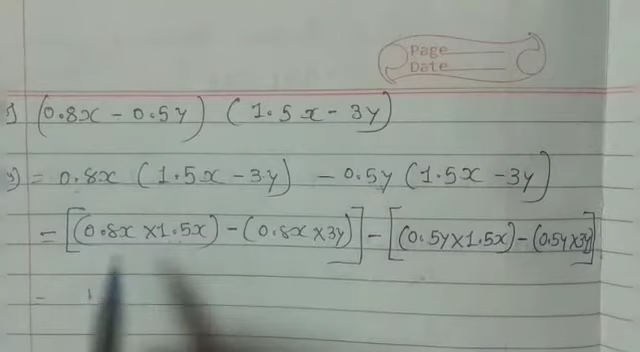 Page
Date
(0.8x - 0.5y) (1.5x - 3y)
= 0.8x (1.5x - 3y) - 0.5y (1.5x - 3y)
= [(0.8x × 1.5x) - (0.8x × 3y)] - [(0.5y × 1.5x) - (0.5y × 3y)]